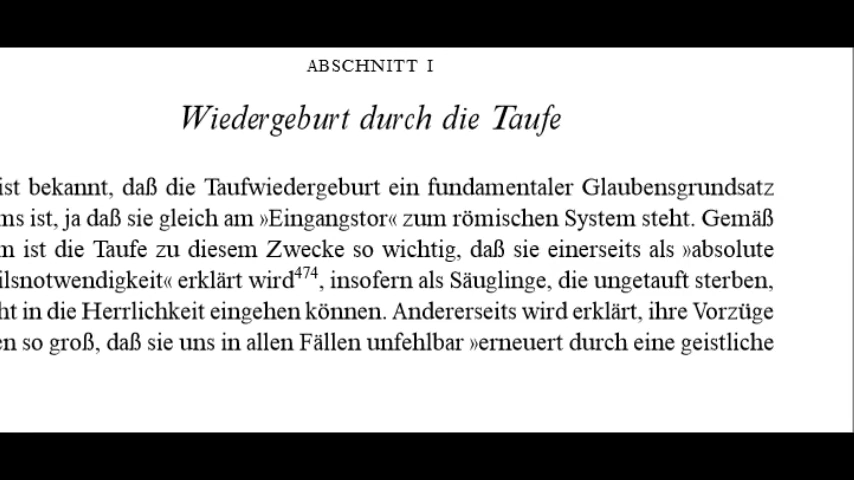 ABSCHNITT I
Wiedergeburt durch die Taufe
ist bekannt, daß die Taufwiedergeburt ein fundamentaler Glaubensgrundsatz
ms ist, ja daß sie gleich am »Eingangstor« zum römischen System steht. Gemäß
m ist die Taufe zu diesem Zwecke so wichtig, daß sie einerseits als »absolute
ilsnotwendigkeit« erklärt wird474, insofern als Säuglinge, die ungetauft sterben,
ht in die Herrlichkeit eingehen können. Andererseits wird erklärt, ihre Vorzüge
en so groß, daß sie uns in allen Fällen unfehlbar »erneuert durch eine geistliche